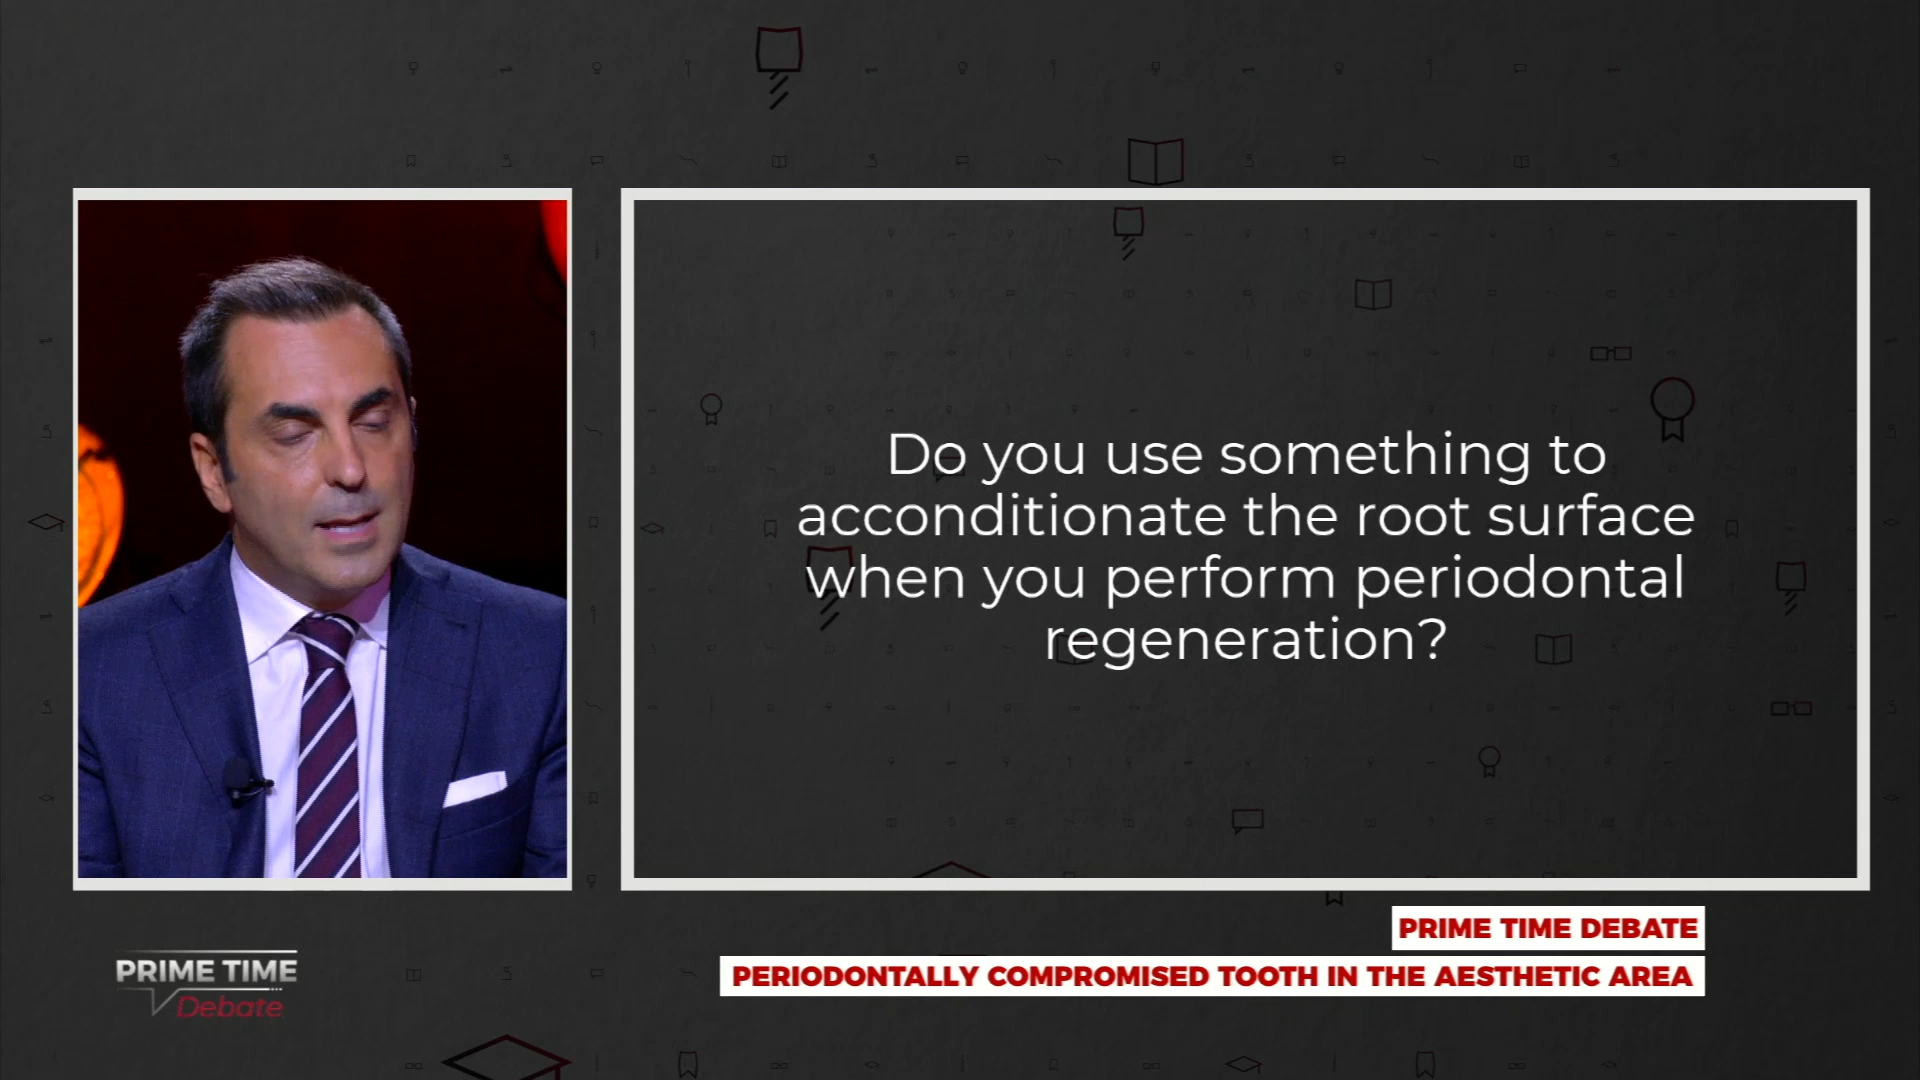 Do you use something to
acconditionate the root surface
when you perform periodontal
regeneration?
PRIME TIME DEBATE
PERIODONTALLY COMPROMISED TOOTH IN THE AESTHETIC AREA
PRIME TIME
Debate